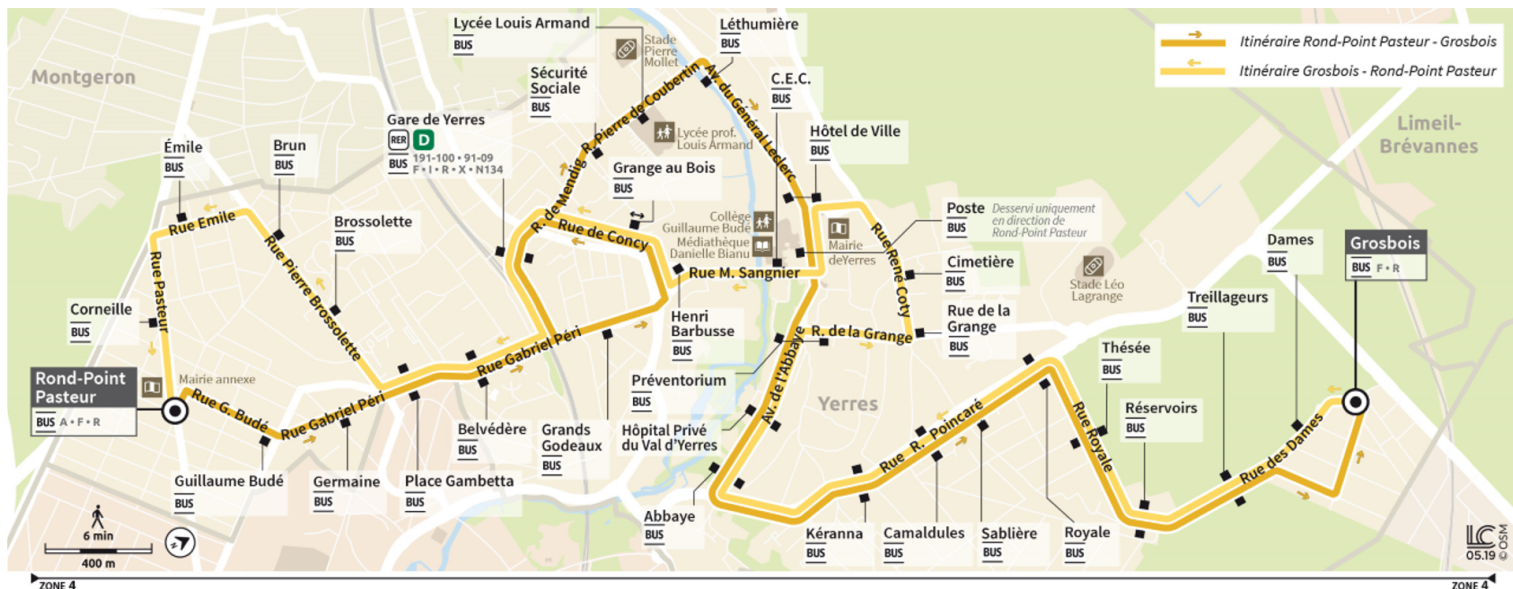 Lycée Louis Armand
BUS
Léthumière
BUS
Itinéraire Rond-Point Pasteur - Grosbois
Itinéraire Grosbois - Rond-Point Pasteur
Montgeron
Stade
Pierre
Mollet
Sécurité
Sociale
BUS
C.E.C.
BUS
R. Pierre de Coubertin
Av. du Général Leclerc
Gare de Yerres
RER D
BUS 191-100 • 91-09
F • I • R • X • N134
Lycée prof.
Louis Armand
Hôtel de Ville
BUS
Limeil-
Brévannes
Émile
BUS
Brun
BUS
Grange au Bois
BUS
R. de Mendig
Rue Emile
Brossolette
BUS
Rue de Concy
Collège
Guillaume Budé
Médiathèque
Danielle Bianu
Mairie
deYerres
Poste
BUS
Desservi uniquement
en direction de
Rond-Point Pasteur
Dames
BUS
Grosbois
BUS F • R
Rue Pasteur
Rue Pierre Brossolette
Rue M. Sangnier
Rue René Coty
Cimetière
BUS
Stade Léo
Lagrange
Treillageurs
BUS
Corneille
BUS
Henri
Barbusse
BUS
Rue de la
Grange
BUS
R. de la Grange
Rue Gabriel Péri
Thésée
BUS
Rond-Point
Pasteur
BUS A • F • R
Mairie annexe
Rue G. Budé
Rue Gabriel Péri
Préventorium
BUS
Av. de l'Abbaye
Yerres
Réservoirs
BUS
Belvédère
BUS
Grands
Godeaux
BUS
Hôpital Privé
du Val d'Yerres
BUS
Rue R. Poincaré
Rue Royale
Rue des Dames
Guillaume Budé
BUS
Germaine
BUS
Place Gambetta
BUS
Abbaye
BUS
Kéranna
BUS
Camaldules
BUS
Sablière
BUS
Royale
BUS
6 min
400 m
N
LC
05.19
© OSM
ZONE 4
ZONE 4